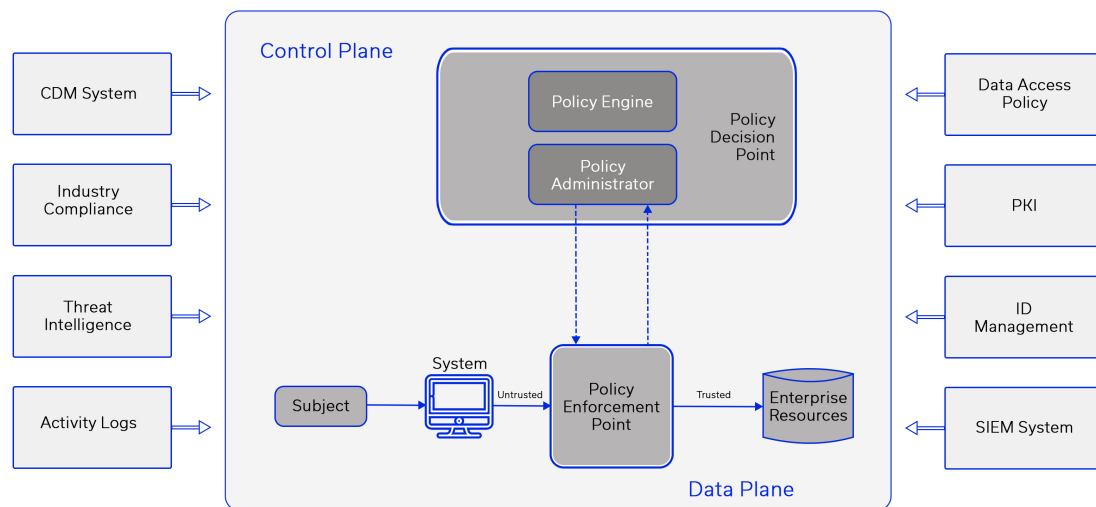 Control Plane
CDM System
Industry
Compliance
Threat
Intelligence
Activity Logs
Policy Engine
Policy
Administrator
Policy
Decision
Point
System
Subject
Untrusted
Policy
Enforcement
Point
Trusted
Enterprise
Resources
Data Plane
Data Access
Policy
PKI
ID
Management
SIEM System